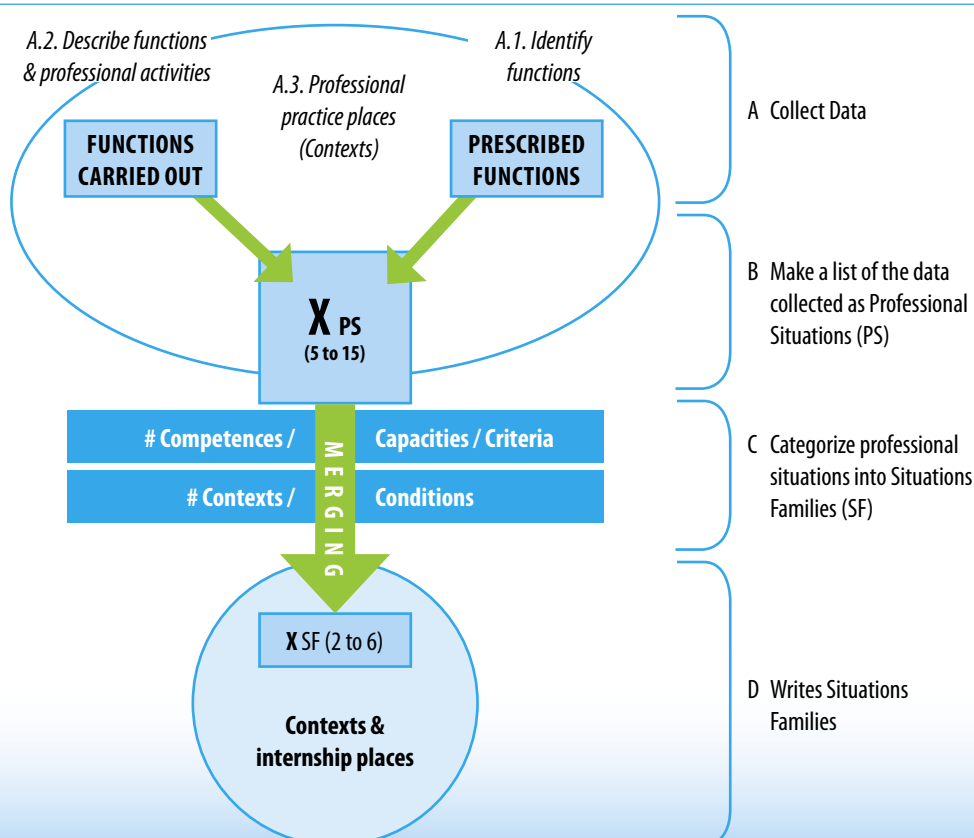 A.2. Describe functions
& professional activities
A.1. Identify
functions
A.3. Professional
practice places
(Contexts)
FUNCTIONS
CARRIED OUT
PRESCRIBED
FUNCTIONS
A Collect Data
X PS
(5 to 15)
B Make a list of the data
collected as Professional
Situations (PS)
# Competences / Capacities / Criteria
# Contexts / Conditions
MERGING
C Categorize professional
situations into Situations
Families (SF)
X SF (2 to 6)
Contexts &
internship places
D Writes Situations
Families